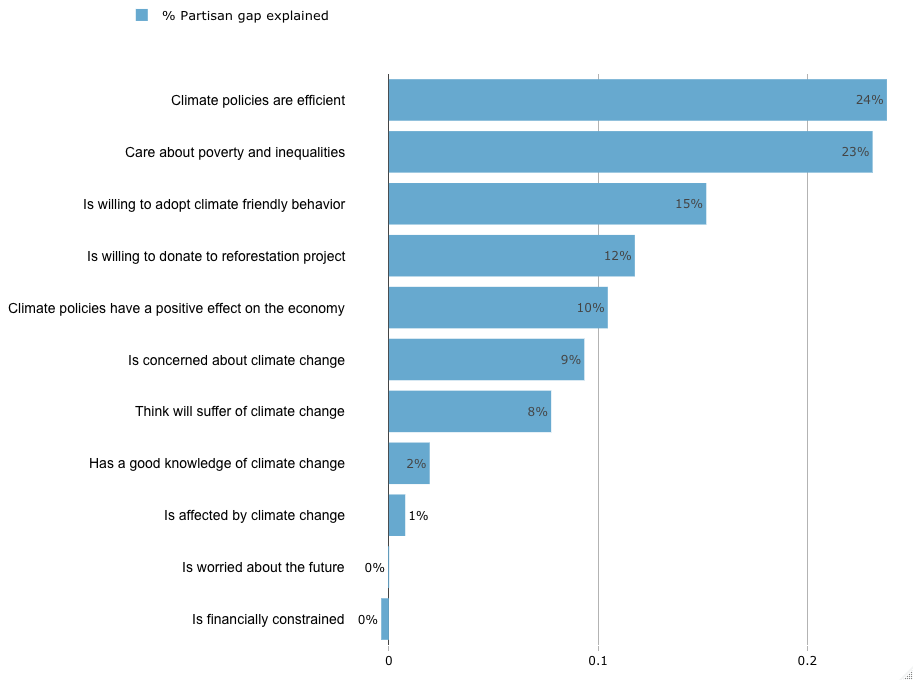 % Partisan gap explained
Climate policies are efficient 24%
Care about poverty and inequalities 23%
Is willing to adopt climate friendly behavior 15%
Is willing to donate to reforestation project 12%
Climate policies have a positive effect on the economy 10%
Is concerned about climate change 9%
Think will suffer of climate change 8%
Has a good knowledge of climate change 2%
Is affected by climate change 1%
Is worried about the future 0%
Is financially constrained 0%
0 0.1 0.2